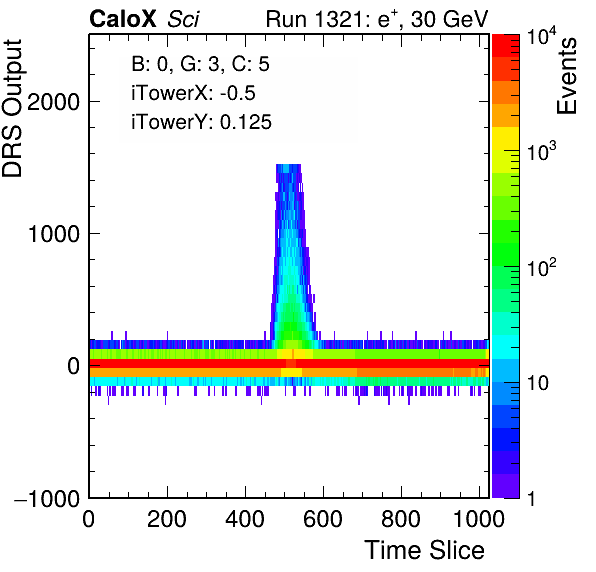 CaloX Sci Run 1321: e⁺, 30 GeV
B: 0, G: 3, C: 5
iTowerX: -0.5
iTowerY: 0.125
DRS Output
2000
1000
0
−1000
0 200 400 600 800 1000
Time Slice
Events
10⁴
10³
10²
10
1